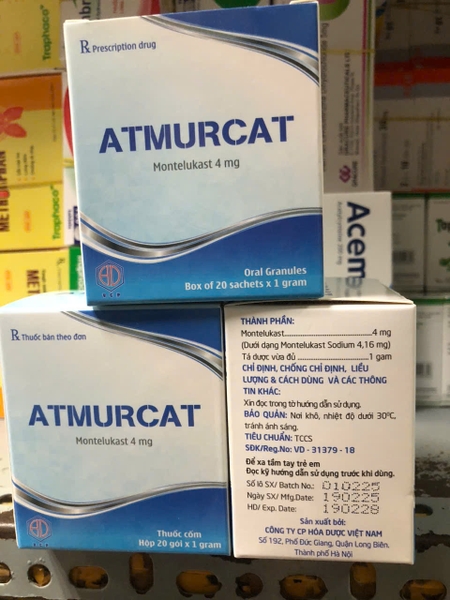 Rx Prescription drug
ATMURCAT
Montelukast 4 mg
Oral Granules
Box of 20 sachets x 1 gram
Traphaco
Traphaco
METRO
Acem
Rx Thuốc bán theo đơn
ATMURCAT
Montelukast 4 mg
Thuốc cốm
Hộp 20 gói x 1 gram
THÀNH PHẦN:
Montelukast..............................4 mg
(Dưới dạng Montelukast Sodium 4,16 mg)
Tá dược vừa đủ.........................1 gam
CHỈ ĐỊNH, CHỐNG CHỈ ĐỊNH, LIỀU
LƯỢNG & CÁCH DÙNG VÀ CÁC THÔNG
TIN KHÁC:
Xin đọc trong tờ hướng dẫn sử dụng.
BẢO QUẢN: Nơi khô, nhiệt độ dưới 30°C,
tránh ánh sáng.
TIÊU CHUẨN: TCCS
SĐK/Reg.No: VD - 31379 - 18
Để xa tầm tay trẻ em
Đọc kỹ hướng dẫn sử dụng trước khi dùng.
Số lô SX/ Batch No.: 010225
Ngày SX/ Mfg.Date: 190225
HD/ Exp. Date: 190228
Sản xuất bởi:
CÔNG TY CP HÓA DƯỢC VIỆT NAM
Số 192, Phố Đức Giang, Quận Long Biên,
Thành phố Hà Nội